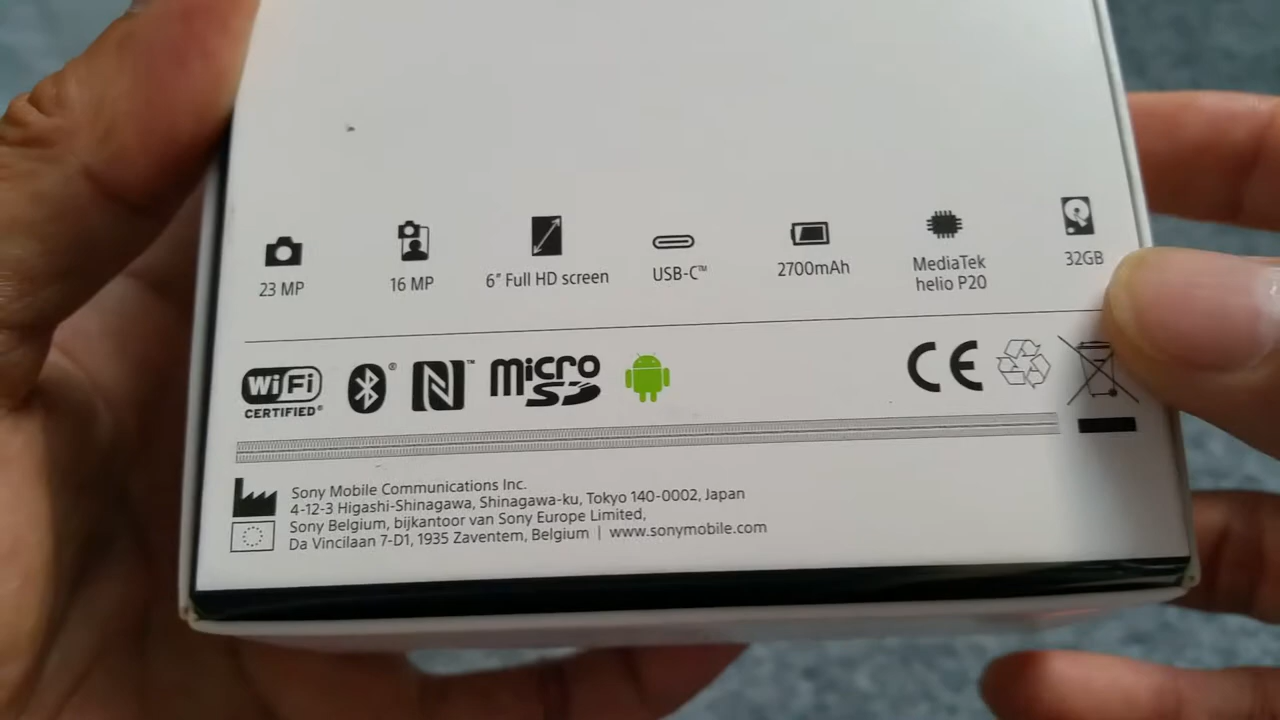 23 MP
16 MP
6" Full HD screen
USB-C™
2700mAh
MediaTek
helio P20
32GB
WiFi
CERTIFIED®
®
N™
micro
SD
CE
Sony Mobile Communications Inc.
4-12-3 Higashi-Shinagawa, Shinagawa-ku, Tokyo 140-0002, Japan
Sony Belgium, bijkantoor van Sony Europe Limited,
Da Vincilaan 7-D1, 1935 Zaventem, Belgium | www.sonymobile.com